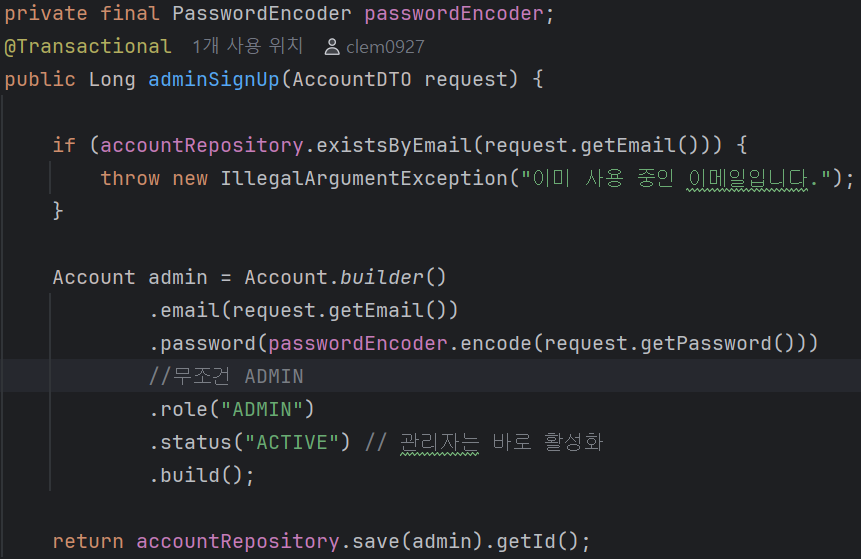 private final PasswordEncoder passwordEncoder;
@Transactional 1개 사용 위치 clem0927
public Long adminSignUp(AccountDTO request) {
if (accountRepository.existsByEmail(request.getEmail())) {
throw new IllegalArgumentException("이미 사용 중인 이메일입니다.");
}
Account admin = Account.builder()
.email(request.getEmail())
.password(passwordEncoder.encode(request.getPassword()))
//무조건 ADMIN
.role("ADMIN")
.status("ACTIVE") // 관리자는 바로 활성화
.build();
return accountRepository.save(admin).getId();